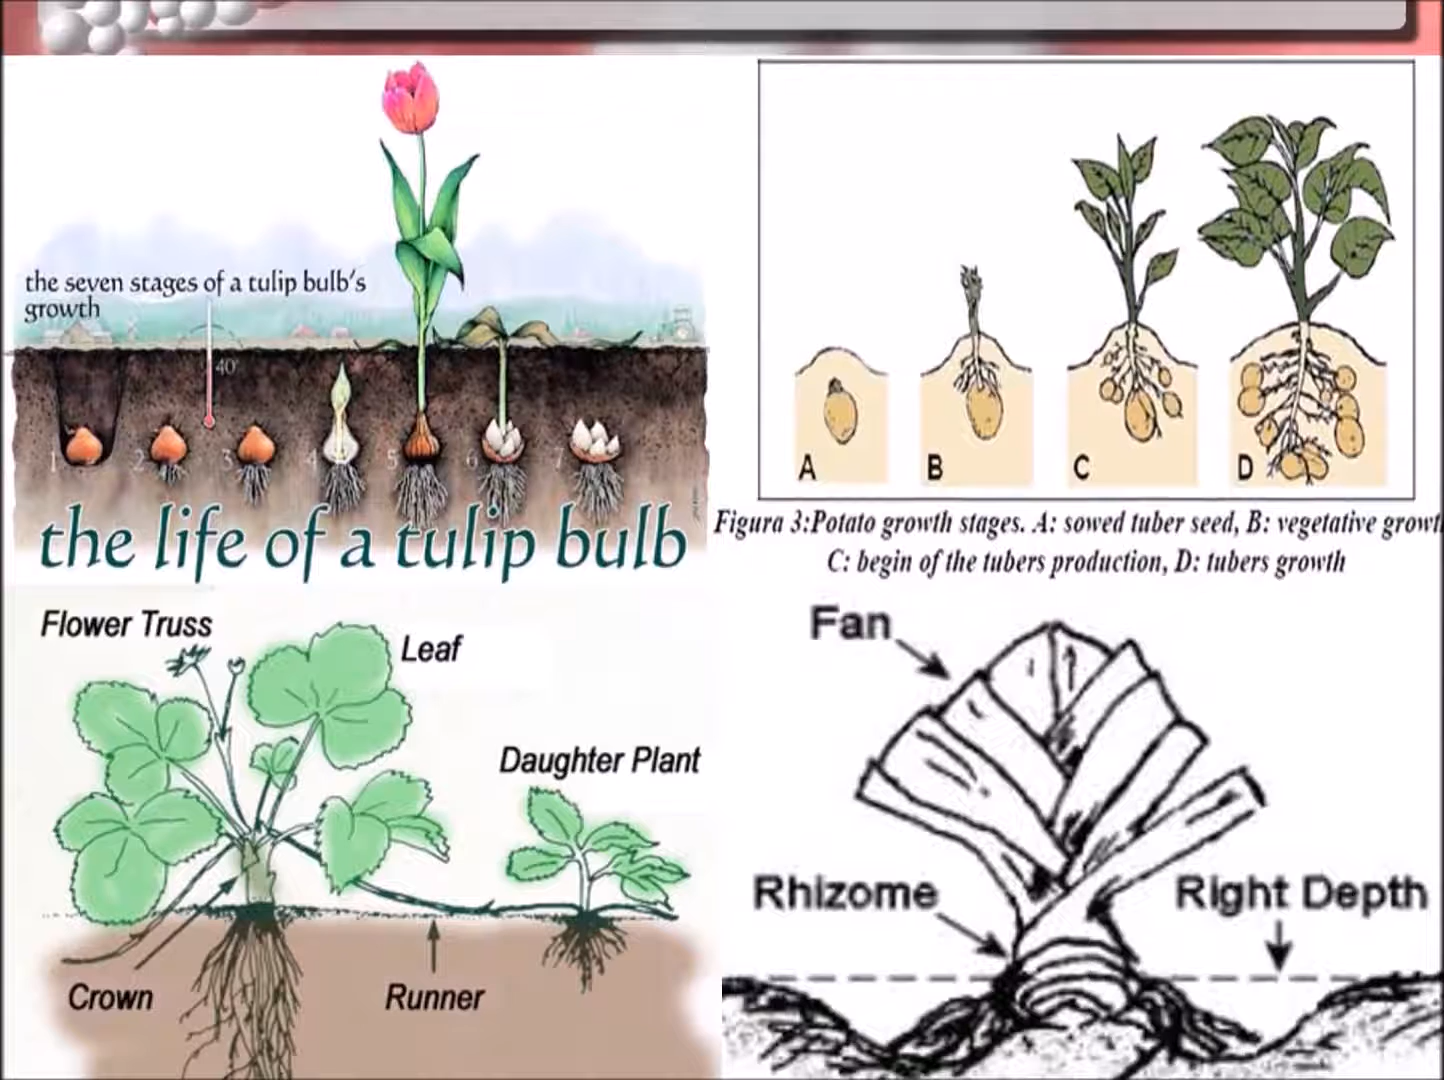 the seven stages of a tulip bulb's
growth
40°
1 2 3 4 5 6 7
the life of a tulip bulb
A B C D
Figura 3:Potato growth stages. A: sowed tuber seed, B: vegetative growt
C: begin of the tubers production, D: tubers growth
Flower Truss
Leaf
Daughter Plant
Crown
Runner
Fan
Rhizome
Right Depth